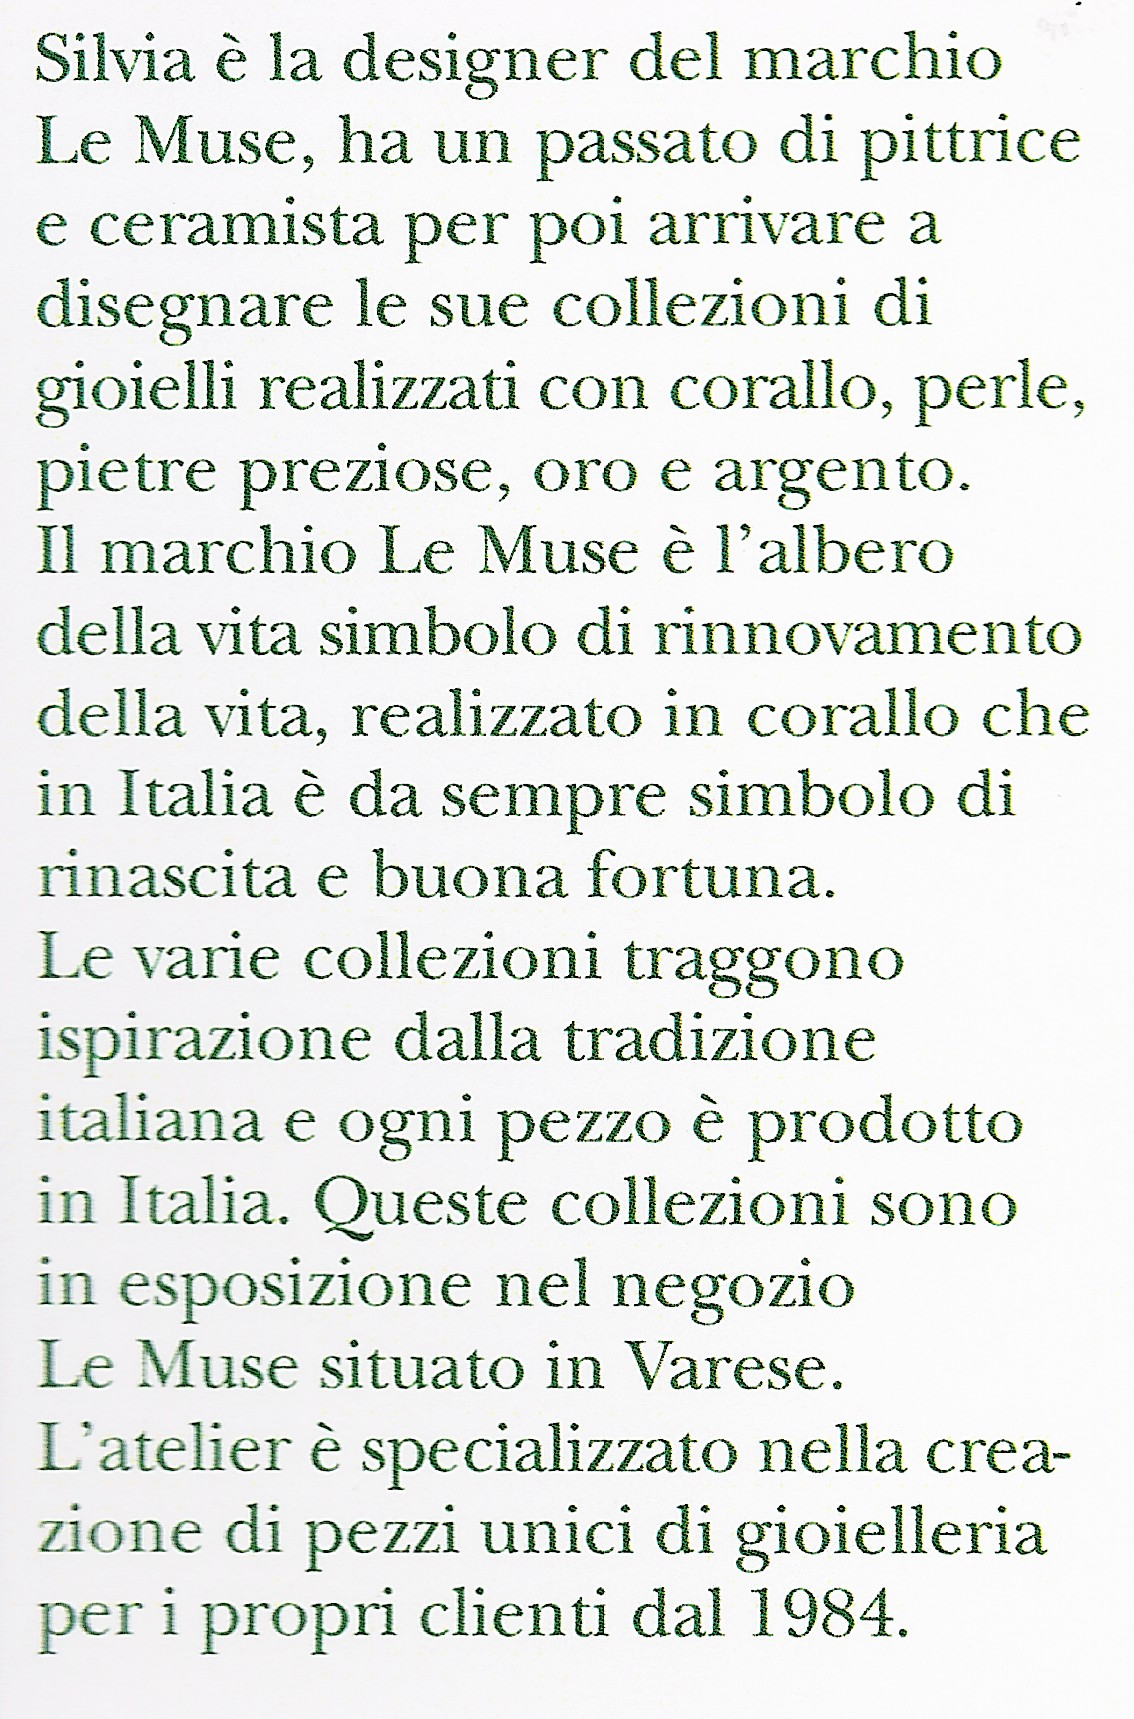 Silvia è la designer del marchio
Le Muse, ha un passato di pittrice
e ceramista per poi arrivare a
disegnare le sue collezioni di
gioielli realizzati con corallo, perle,
pietre preziose, oro e argento.
Il marchio Le Muse è l'albero
della vita simbolo di rinnovamento
della vita, realizzato in corallo che
in Italia è da sempre simbolo di
rinascita e buona fortuna.
Le varie collezioni traggono
ispirazione dalla tradizione
italiana e ogni pezzo è prodotto
in Italia. Queste collezioni sono
in esposizione nel negozio
Le Muse situato in Varese.
L'atelier è specializzato nella crea-
zione di pezzi unici di gioielleria
per i propri clienti dal 1984.